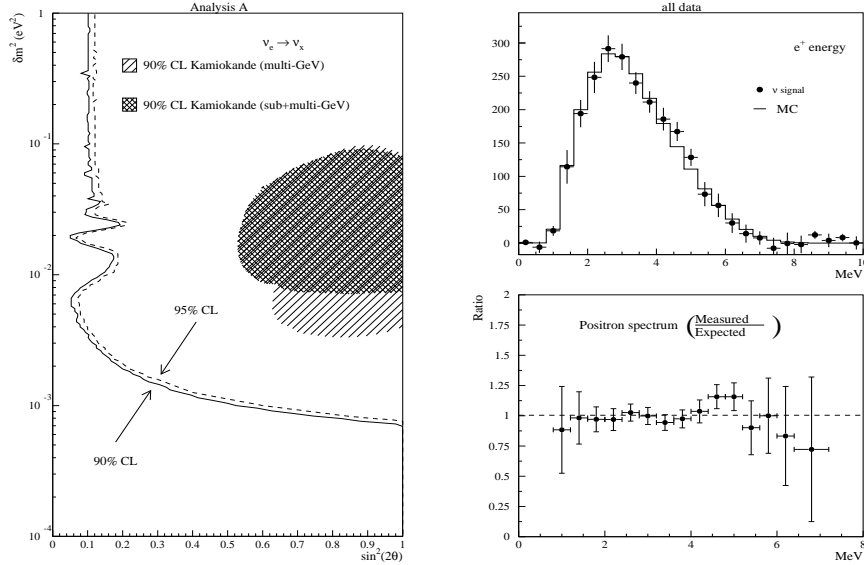 Analysis A
δm² (eV²)
ν_e → ν_x
90% CL Kamiokande (multi-GeV)
90% CL Kamiokande (sub+multi-GeV)
1
10⁻¹
10⁻²
10⁻³
10⁻⁴
95% CL
90% CL
0 0.1 0.2 0.3 0.4 0.5 0.6 0.7 0.8 0.9 1
sin²(2θ)
all data
e⁺ energy
ν signal
MC
300
250
200
150
100
50
0
0 2 4 6 8 10
MeV
Ratio
Positron spectrum (Measured
Expected)
2
1.75
1.5
1.25
1
0.75
0.5
0.25
0
0 2 4 6 8
MeV